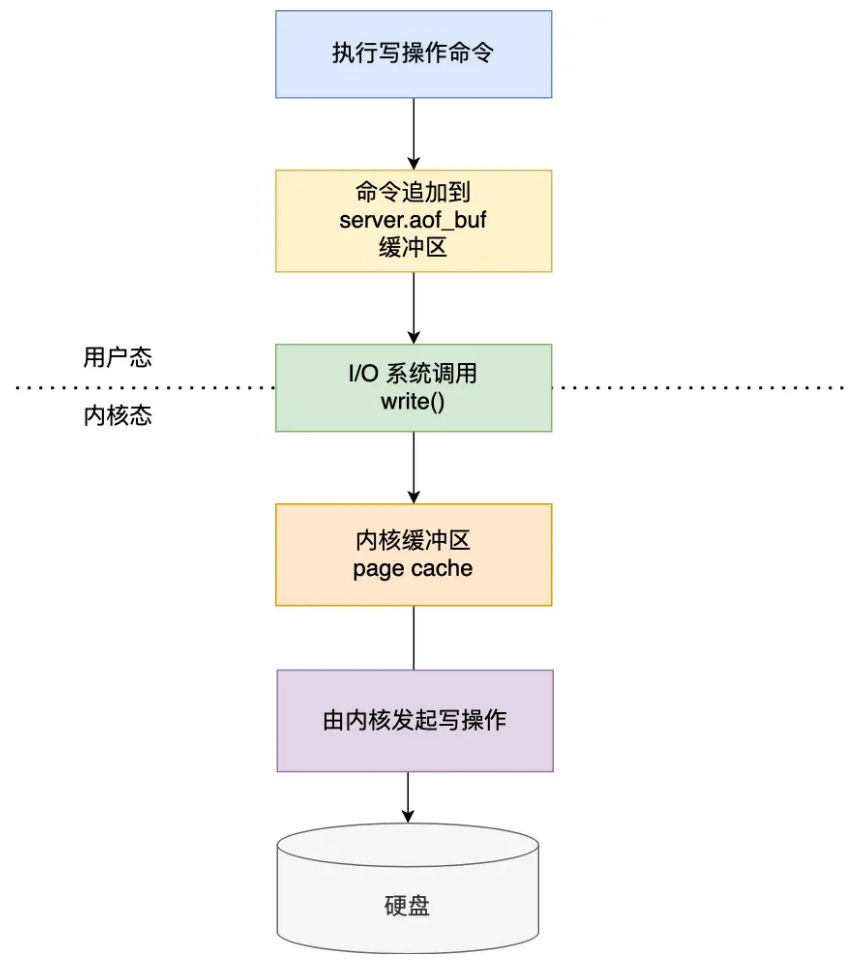 执行写操作命令
命令追加到
server.aof_buf
缓冲区
用户态
I/O 系统调用
write()
内核态
内核缓冲区
page cache
由内核发起写操作
硬盘